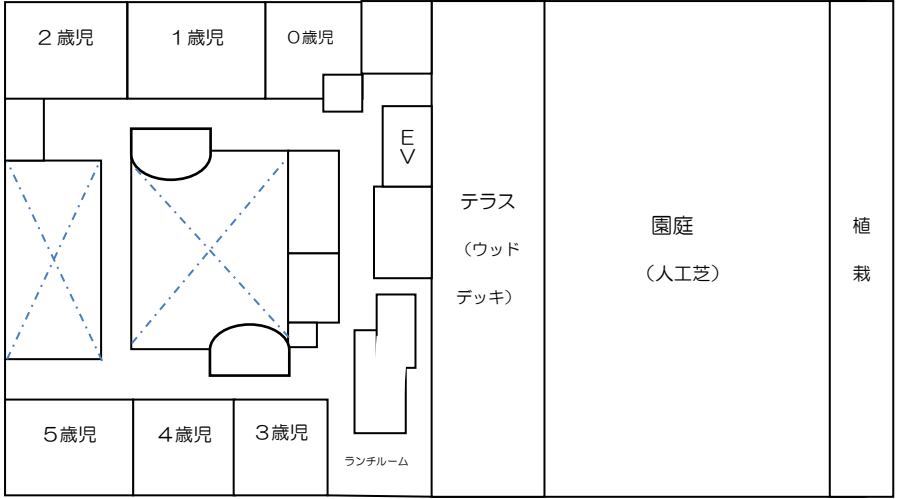 ２歳児
１歳児
０歳児
EV
テラス
（ウッド
デッキ）
園庭
（人工芝）
植
栽
５歳児
４歳児
３歳児
ランチルーム